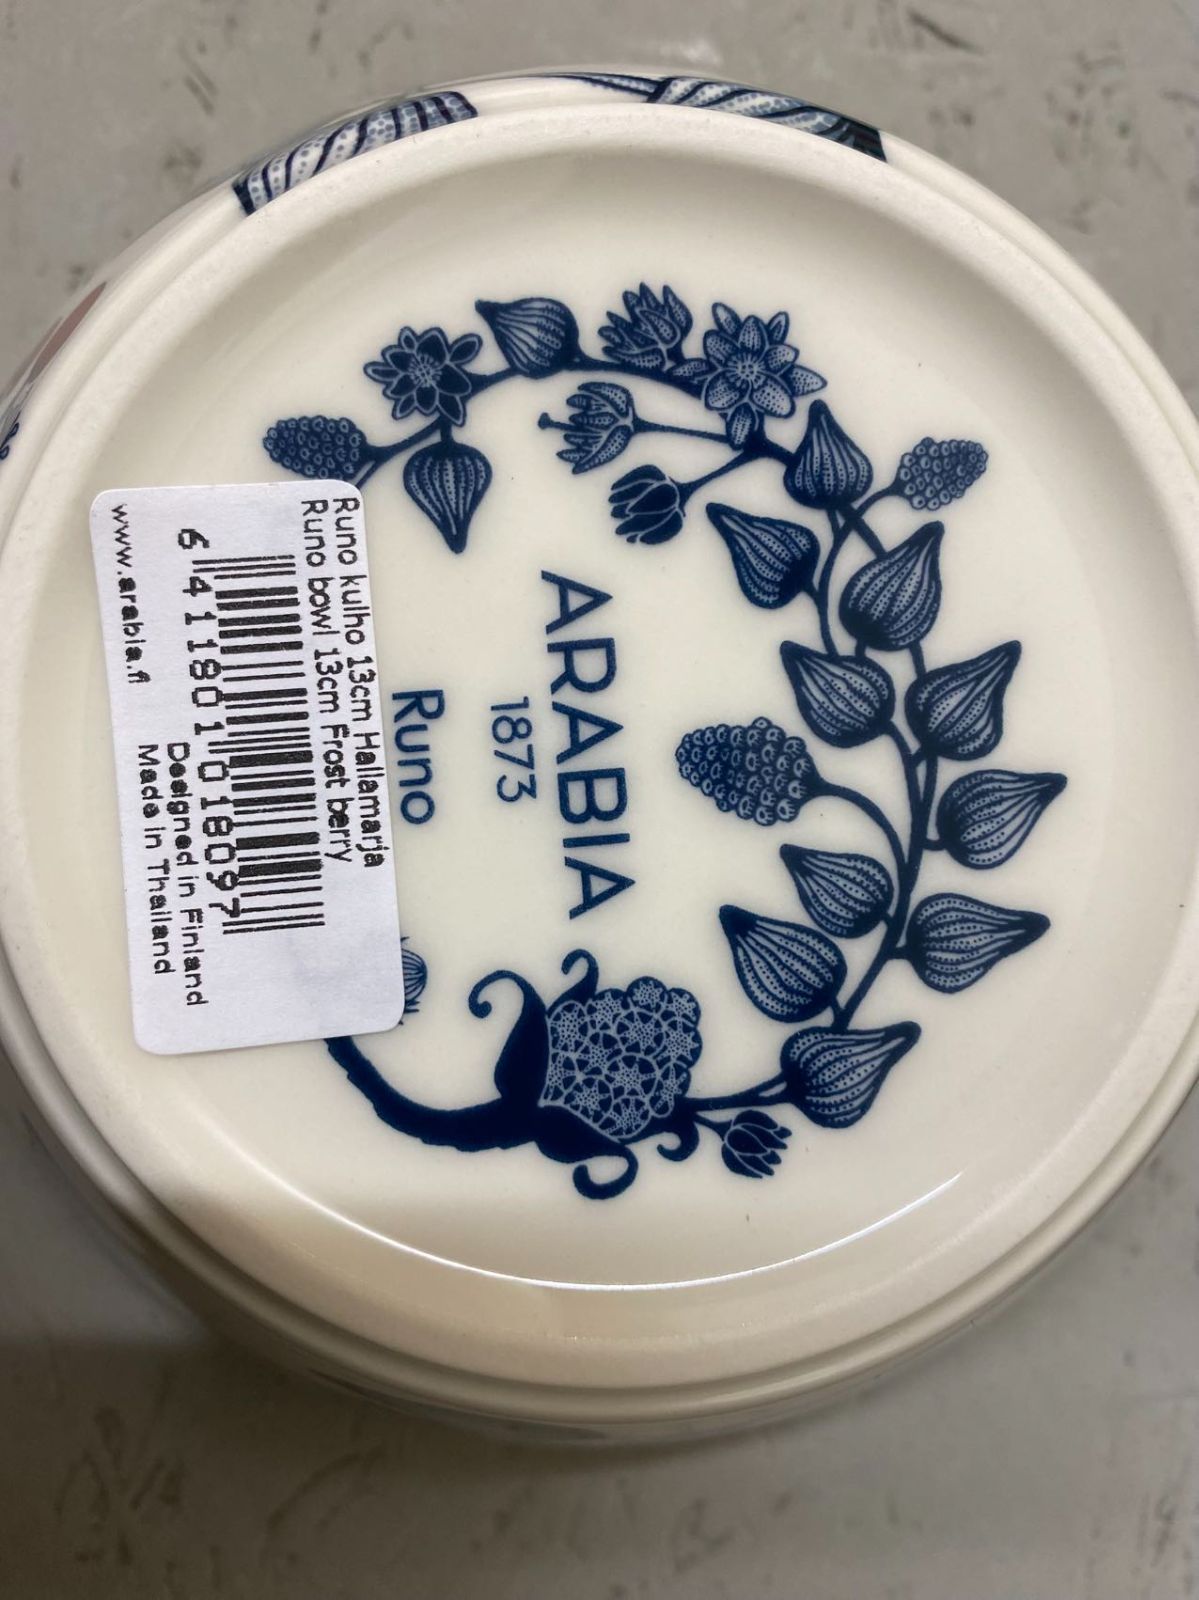 ARABIA
1873
Runo
Runo kulho 13cm Hallamarja
Runo bowl 13cm Frost berry
6 411801 018097
Designed in Finland
www.arabia.fi Made in Thailand